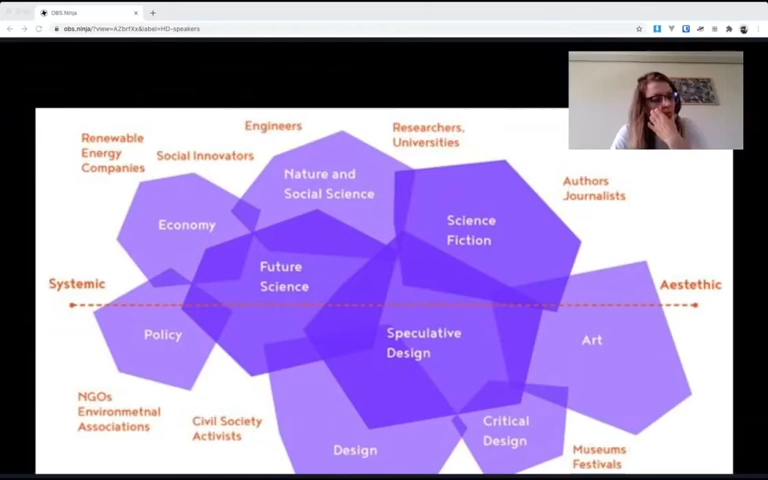 OBS.Ninja
obs.ninja/?view=AZbrfXx&label=HD-speakers
Engineers
Renewable
Energy
Companies
Social Innovators
Researchers,
Universities
Nature and
Social Science
Authors
Journalists
Economy
Science
Fiction
Future
Science
Systemic
Aestethic
Policy
Speculative
Design
Art
NGOs
Environmetnal
Associations
Civil Society
Activists
Critical
Design
Design
Museums
Festivals